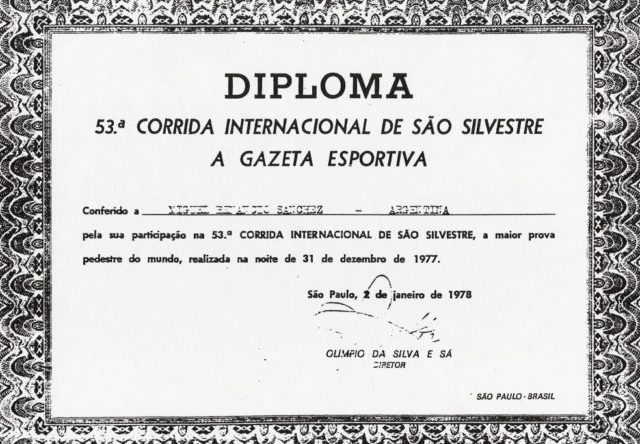 DIPLOMA
53.ª CORRIDA INTERNACIONAL DE SÃO SILVESTRE
A GAZETA ESPORTIVA
Conferido a MIGUEL BENANCIO SANCHEZ - ARGENTINA
pela sua participação na 53.ª CORRIDA INTERNACIONAL DE SÃO SILVESTRE, a maior prova
pedestre do mundo, realizada na noite de 31 de dezembro de 1977.
São Paulo, 2 de janeiro de 1978
OLIMPIO DA SILVA E SÁ
DIRETOR
SÃO PAULO - BRASIL